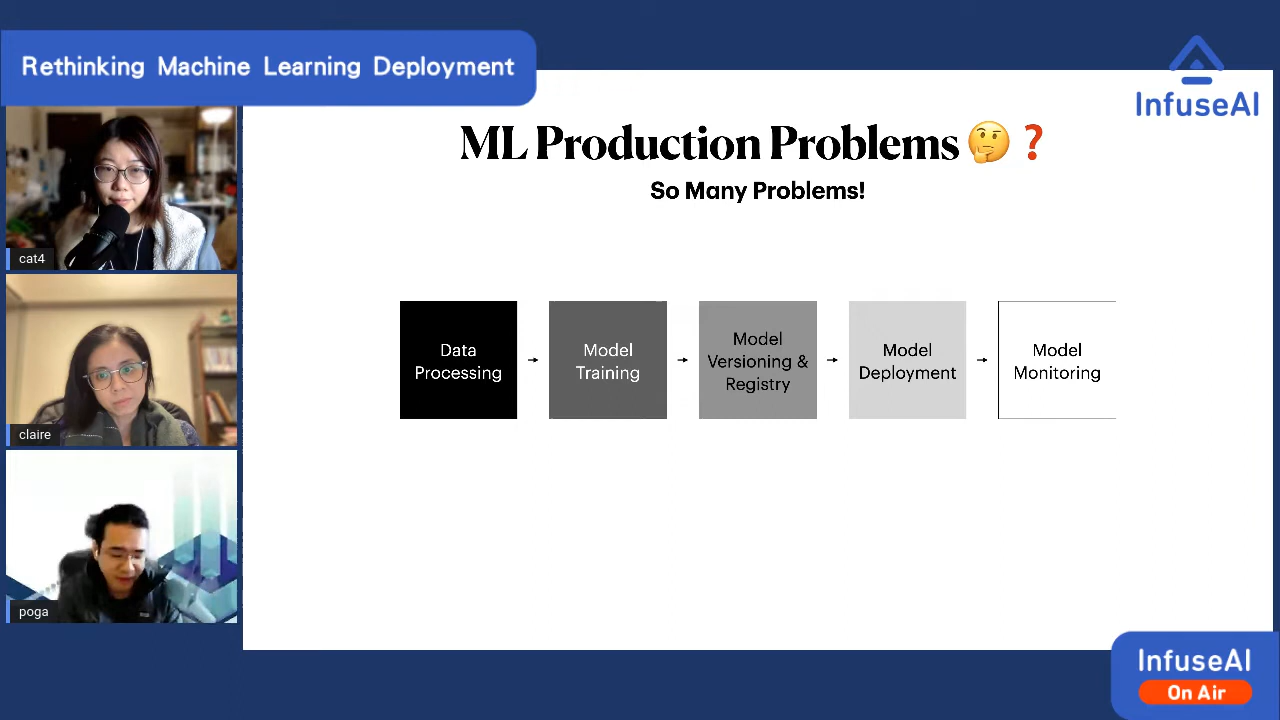 Rethinking Machine Learning Deployment
InfuseAI
ML Production Problems 🤔❓
So Many Problems!
Data
Processing
Model
Training
Model
Versioning &
Registry
Model
Deployment
Model
Monitoring
cat4
claire
poga
InfuseAI
On Air